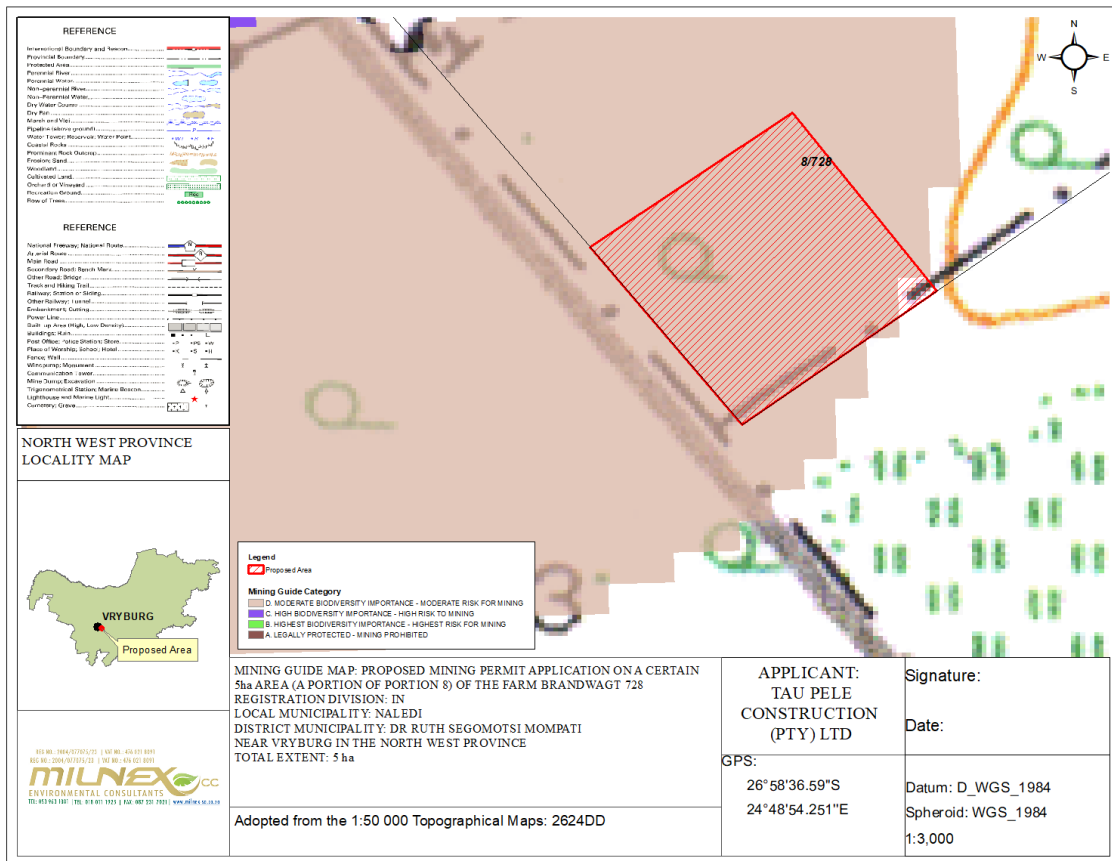 REFERENCE
International Boundary and Beacon
Provincial Boundary
Protected Area
Perennial River
Perennial Water
Non-perennial River
Non-Perennial Water
Dry Water Course
Dry Pan
Marsh and Vlei
Pipeline (above ground)
Water Tower; Reservoir; Water Point
Coastal Rocks
Prominent Rock Outcrop
Erosion; Sand
Woodland
Cultivated Land
Orchard or Vineyard
Recreation Ground
Row of Trees
REFERENCE
National Freeway; National Route
Arterial Route
Main Road
Secondary Road; Bench Mark
Other Road; Bridge
Track and Hiking Trail
Railway; Station or Siding
Other Railway; Tunnel
Embankment; Cutting
Power Line
Built-up Area (High, Low Density)
Buildings; Ruin
Post Office; Police Station; Store
Place of Worship; School; Hotel
Fence; Wall
Windpump; Monument
Communication Tower
Mine Dump; Excavation
Trigonometrical Station; Marine Beacon
Lighthouse and Marine Light
Cemetery; Grave
N
W
E
S
8/728
Legend
Proposed Area
Mining Guide Category
D. MODERATE BIODIVERSITY IMPORTANCE - MODERATE RISK FOR MINING
C. HIGH BIODIVERSITY IMPORTANCE - HIGH RISK TO MINING
B. HIGHEST BIODIVERSITY IMPORTANCE - HIGHEST RISK FOR MINING
A. LEGALLY PROTECTED - MINING PROHIBITED
NORTH WEST PROVINCE
LOCALITY MAP
VRYBURG
Proposed Area
MILNEX CC
ENVIRONMENTAL CONSULTANTS
MINING GUIDE MAP: PROPOSED MINING PERMIT APPLICATION ON A CERTAIN
5ha AREA (A PORTION OF PORTION 8) OF THE FARM BRANDWAGT 728
REGISTRATION DIVISION: IN
LOCAL MUNICIPALITY: NALEDI
DISTRICT MUNICIPALITY: DR RUTH SEGOMOTSI MOMPATI
NEAR VRYBURG IN THE NORTH WEST PROVINCE
TOTAL EXTENT: 5 ha
Adopted from the 1:50 000 Topographical Maps: 2624DD
APPLICANT:
TAU PELE
CONSTRUCTION
(PTY) LTD
GPS:
26°58'36.59"S
24°48'54.251"E
Signature:
Date:
Datum: D_WGS_1984
Spheroid: WGS_1984
1:3,000